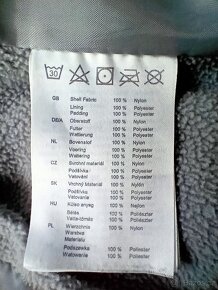 30
GB Shell Fabric 100 % Nylon
Lining 100 % Polyester
Padding 100 % Polyester
D/A Oberstoff 100 % Nylon
Futter 100 % Polyester
Wattierung 100 % Polyester
NL Bovenstof 100 % Nylon
Voering 100 % Polyester
Watering 100 % Polyester
CZ Svrchní materiál 100 % Nylon
Podšívka 100 % Polyester
Vatování 100 % Polyester
SK Vrchný materiál 100 % Nylon
Podšívka 100 % Polyester
Vatovanie 100 % Polyester
HU Külső anyag 100 % Nylon
Bélés 100 % Poliészter
100 % Poliészter
PL Wierzchnia 100 % Nylon
Warstwa
Materiału
Podszewka 100 % Poliester
Watowanie 100 % Poliester